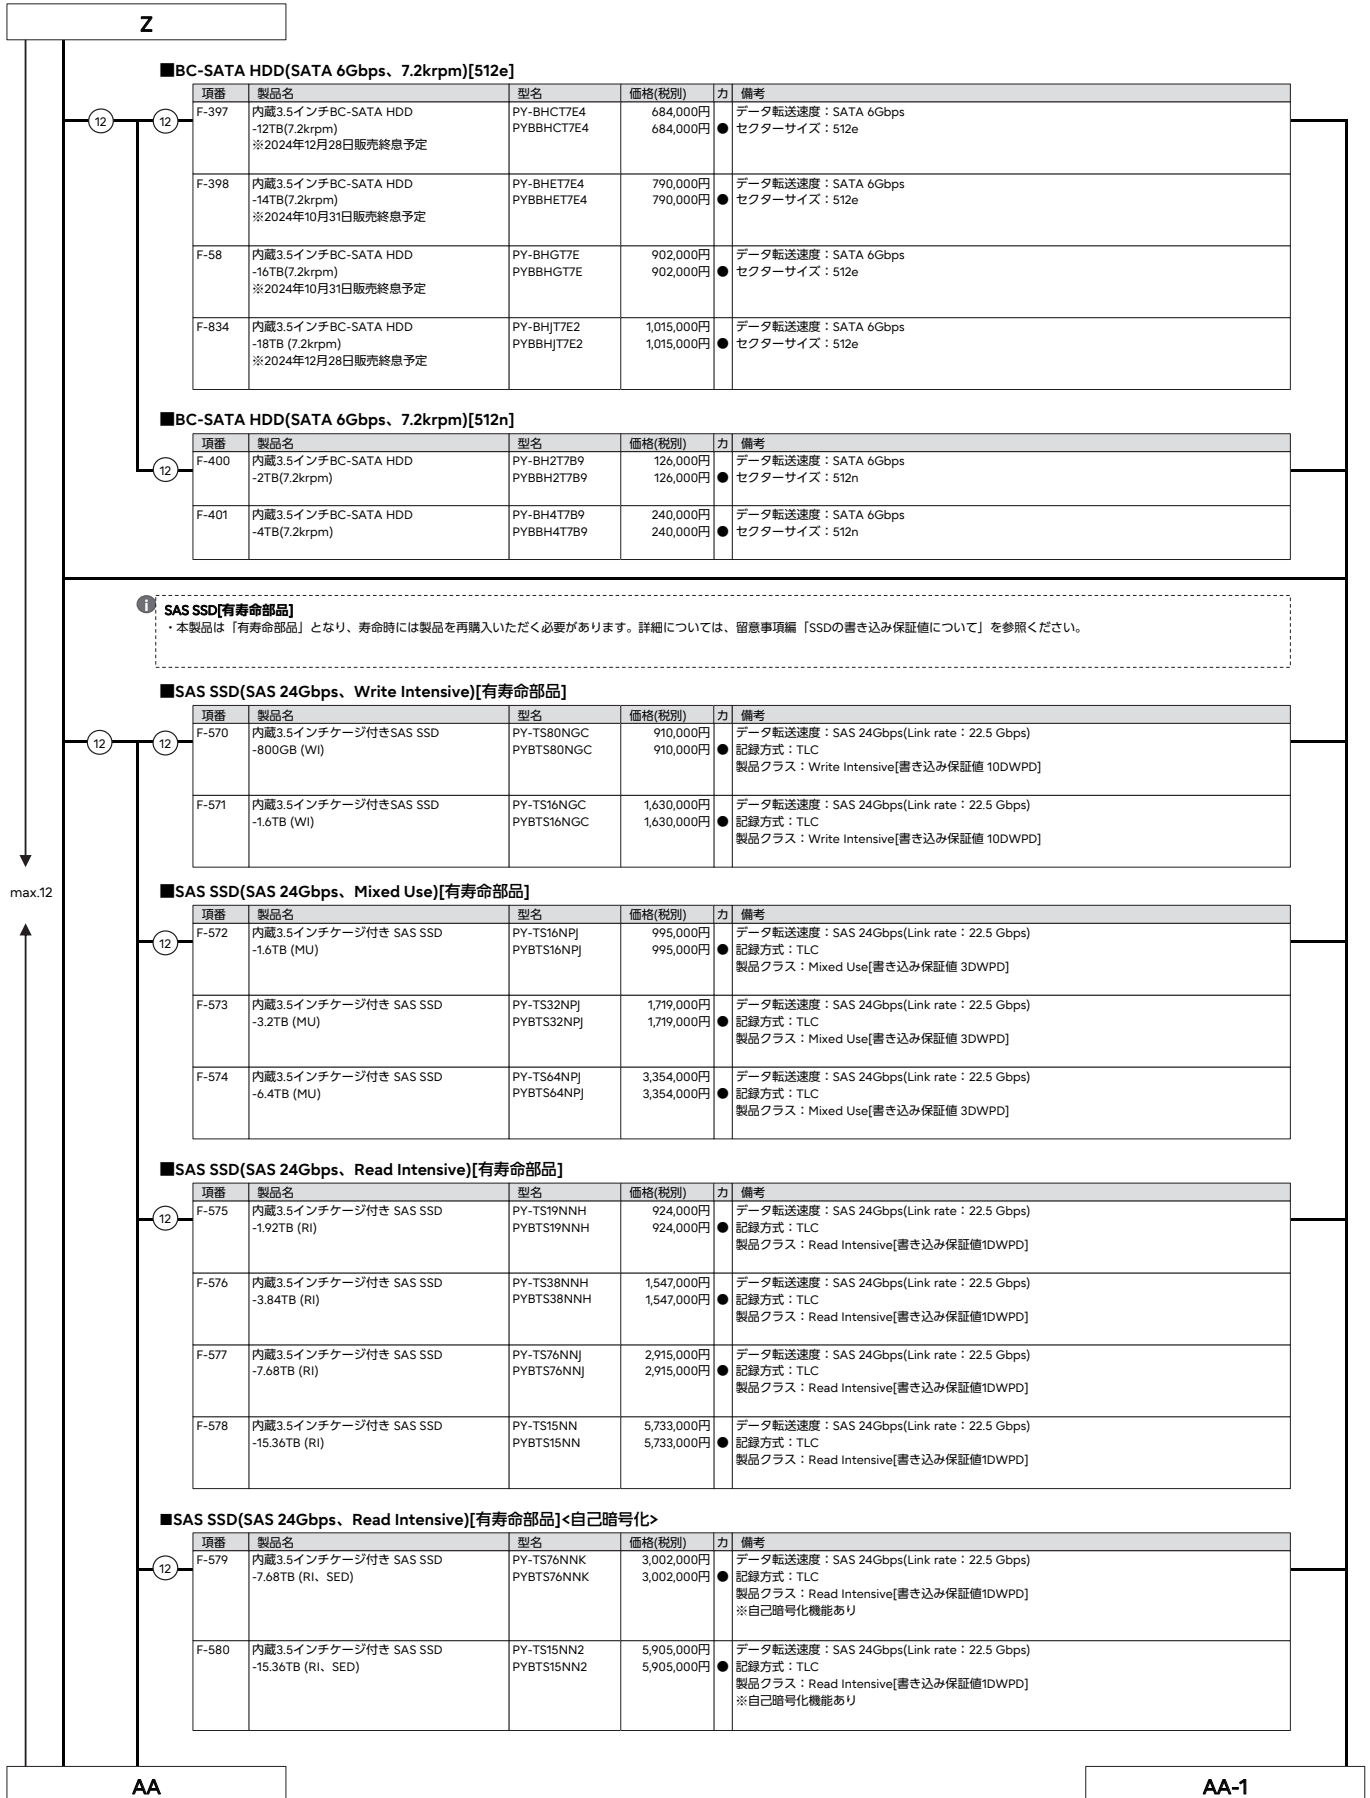 Z
■BC-SATA HDD(SATA 6Gbps、7.2krpm)[512e]
項番 製品名 型名 価格(税別) カ 備考
12 12 F-397 内蔵3.5インチBC-SATA HDD PY-BHCT7E4 684,000円 データ転送速度：SATA 6Gbps
-12TB(7.2krpm) PYBBHCT7E4 684,000円 ● セクターサイズ：512e
※2024年12月28日販売終息予定
F-398 内蔵3.5インチBC-SATA HDD PY-BHET7E4 790,000円 データ転送速度：SATA 6Gbps
-14TB(7.2krpm) PYBBHET7E4 790,000円 ● セクターサイズ：512e
※2024年10月31日販売終息予定
F-58 内蔵3.5インチBC-SATA HDD PY-BHGT7E 902,000円 データ転送速度：SATA 6Gbps
-16TB(7.2krpm) PYBBHGT7E 902,000円 ● セクターサイズ：512e
※2024年10月31日販売終息予定
F-834 内蔵3.5インチBC-SATA HDD PY-BHJT7E2 1,015,000円 データ転送速度：SATA 6Gbps
-18TB (7.2krpm) PYBBHJT7E2 1,015,000円 ● セクターサイズ：512e
※2024年12月28日販売終息予定
■BC-SATA HDD(SATA 6Gbps、7.2krpm)[512n]
項番 製品名 型名 価格(税別) カ 備考
12 F-400 内蔵3.5インチBC-SATA HDD PY-BH2T7B9 126,000円 データ転送速度：SATA 6Gbps
-2TB(7.2krpm) PYBBH2T7B9 126,000円 ● セクターサイズ：512n
F-401 内蔵3.5インチBC-SATA HDD PY-BH4T7B9 240,000円 データ転送速度：SATA 6Gbps
-4TB(7.2krpm) PYBBH4T7B9 240,000円 ● セクターサイズ：512n
i SAS SSD[有寿命部品]
・本製品は「有寿命部品」となり、寿命時には製品を再購入いただく必要があります。詳細については、留意事項編「SSDの書き込み保証値について」を参照ください。
■SAS SSD(SAS 24Gbps、Write Intensive)[有寿命部品]
項番 製品名 型名 価格(税別) カ 備考
12 12 F-570 内蔵3.5インチケージ付きSAS SSD PY-TS80NGC 910,000円 データ転送速度：SAS 24Gbps(Link rate：22.5 Gbps)
-800GB (WI) PYBTS80NGC 910,000円 ● 記録方式：TLC
製品クラス：Write Intensive[書き込み保証値 10DWPD]
F-571 内蔵3.5インチケージ付きSAS SSD PY-TS16NGC 1,630,000円 データ転送速度：SAS 24Gbps(Link rate：22.5 Gbps)
-1.6TB (WI) PYBTS16NGC 1,630,000円 ● 記録方式：TLC
製品クラス：Write Intensive[書き込み保証値 10DWPD]
max.12
■SAS SSD(SAS 24Gbps、Mixed Use)[有寿命部品]
項番 製品名 型名 価格(税別) カ 備考
12 F-572 内蔵3.5インチケージ付き SAS SSD PY-TS16NPJ 995,000円 データ転送速度：SAS 24Gbps(Link rate：22.5 Gbps)
-1.6TB (MU) PYBTS16NPJ 995,000円 ● 記録方式：TLC
製品クラス：Mixed Use[書き込み保証値 3DWPD]
F-573 内蔵3.5インチケージ付き SAS SSD PY-TS32NPJ 1,719,000円 データ転送速度：SAS 24Gbps(Link rate：22.5 Gbps)
-3.2TB (MU) PYBTS32NPJ 1,719,000円 ● 記録方式：TLC
製品クラス：Mixed Use[書き込み保証値 3DWPD]
F-574 内蔵3.5インチケージ付き SAS SSD PY-TS64NPJ 3,354,000円 データ転送速度：SAS 24Gbps(Link rate：22.5 Gbps)
-6.4TB (MU) PYBTS64NPJ 3,354,000円 ● 記録方式：TLC
製品クラス：Mixed Use[書き込み保証値 3DWPD]
■SAS SSD(SAS 24Gbps、Read Intensive)[有寿命部品]
項番 製品名 型名 価格(税別) カ 備考
12 F-575 内蔵3.5インチケージ付き SAS SSD PY-TS19NNH 924,000円 データ転送速度：SAS 24Gbps(Link rate：22.5 Gbps)
-1.92TB (RI) PYBTS19NNH 924,000円 ● 記録方式：TLC
製品クラス：Read Intensive[書き込み保証値1DWPD]
F-576 内蔵3.5インチケージ付き SAS SSD PY-TS38NNH 1,547,000円 データ転送速度：SAS 24Gbps(Link rate：22.5 Gbps)
-3.84TB (RI) PYBTS38NNH 1,547,000円 ● 記録方式：TLC
製品クラス：Read Intensive[書き込み保証値1DWPD]
F-577 内蔵3.5インチケージ付き SAS SSD PY-TS76NNJ 2,915,000円 データ転送速度：SAS 24Gbps(Link rate：22.5 Gbps)
-7.68TB (RI) PYBTS76NNJ 2,915,000円 ● 記録方式：TLC
製品クラス：Read Intensive[書き込み保証値1DWPD]
F-578 内蔵3.5インチケージ付き SAS SSD PY-TS15NN 5,733,000円 データ転送速度：SAS 24Gbps(Link rate：22.5 Gbps)
-15.36TB (RI) PYBTS15NN 5,733,000円 ● 記録方式：TLC
製品クラス：Read Intensive[書き込み保証値1DWPD]
■SAS SSD(SAS 24Gbps、Read Intensive)[有寿命部品]<自己暗号化>
項番 製品名 型名 価格(税別) カ 備考
12 F-579 内蔵3.5インチケージ付き SAS SSD PY-TS76NNK 3,002,000円 データ転送速度：SAS 24Gbps(Link rate：22.5 Gbps)
-7.68TB (RI、SED) PYBTS76NNK 3,002,000円 ● 記録方式：TLC
製品クラス：Read Intensive[書き込み保証値1DWPD]
※自己暗号化機能あり
F-580 内蔵3.5インチケージ付き SAS SSD PY-TS15NN2 5,905,000円 データ転送速度：SAS 24Gbps(Link rate：22.5 Gbps)
-15.36TB (RI、SED) PYBTS15NN2 5,905,000円 ● 記録方式：TLC
製品クラス：Read Intensive[書き込み保証値1DWPD]
※自己暗号化機能あり
AA AA-1